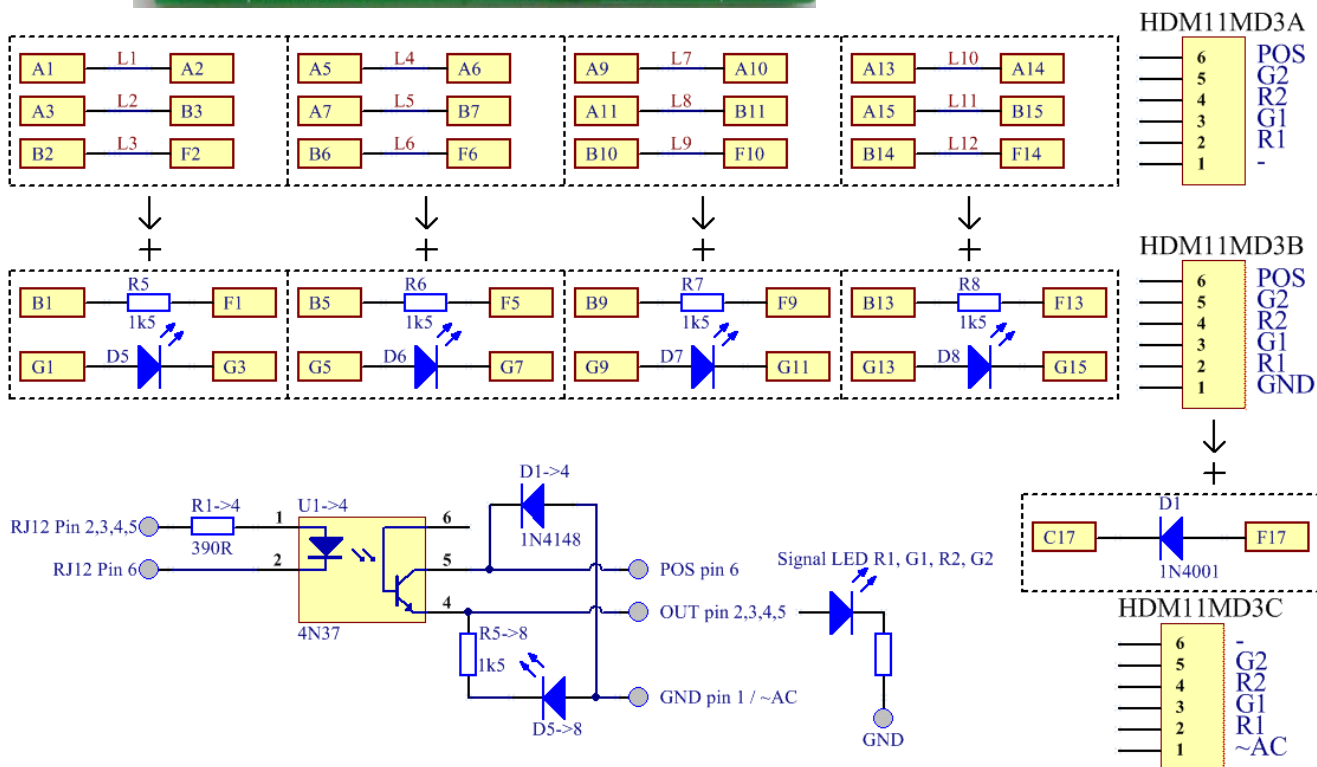 HDM11MD3A
A1 L1 A2
A3 L2 B3
B2 L3 F2
A5 L4 A6
A7 L5 B7
B6 L6 F6
A9 L7 A10
A11 L8 B11
B10 L9 F10
A13 L10 A14
A15 L11 B15
B14 L12 F14
6 POS
5 G2
4 R2
3 G1
2 R1
1 -
+
+
+
+
HDM11MD3B
B1 R5 1k5 F1
G1 D5 G3
B5 R6 1k5 F5
G5 D6 G7
B9 R7 1k5 F9
G9 D7 G11
B13 R8 1k5 F13
G13 D8 G15
6 POS
5 G2
4 R2
3 G1
2 R1
1 GND
+
RJ12 Pin 2,3,4,5
R1->4
390R
RJ12 Pin 6
U1->4
1
2
6
5
4
4N37
D1->4
1N4148
POS pin 6
OUT pin 2,3,4,5
R5->8
1k5
D5->8
GND pin 1 / ~AC
Signal LED R1, G1, R2, G2
GND
D1
C17
F17
1N4001
HDM11MD3C
6 -
5 G2
4 R2
3 G1
2 R1
1 ~AC